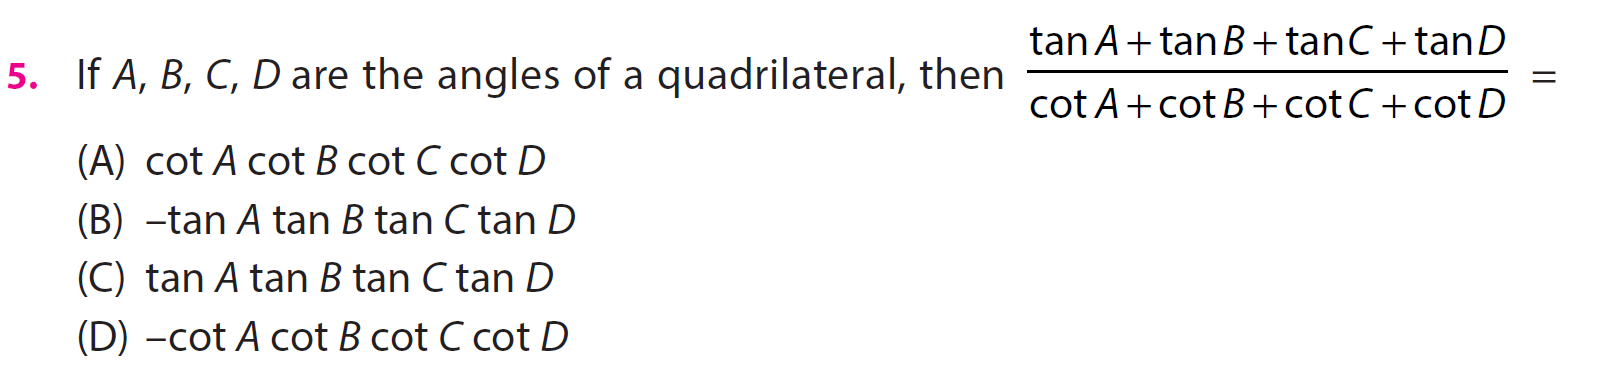 5. If A, B, C, D are the angles of a quadrilateral, then (tan A + tan B + tan C + tan D) / (cot A + cot B + cot C + cot D) =
(A) cot A cot B cot C cot D
(B) –tan A tan B tan C tan D
(C) tan A tan B tan C tan D
(D) –cot A cot B cot C cot D